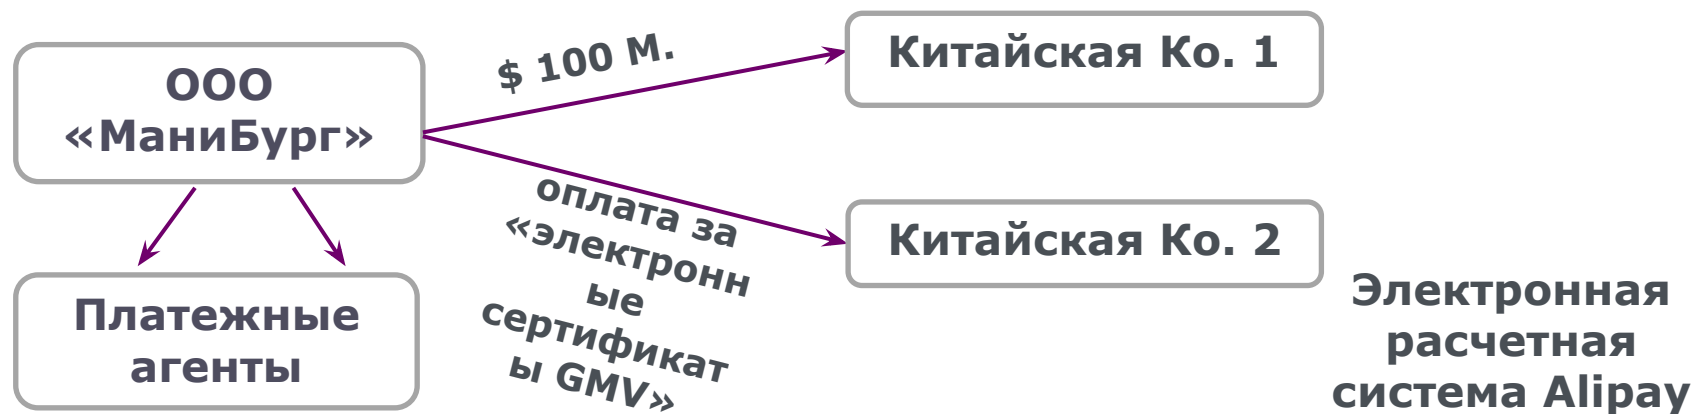 ООО
«МаниБург»
$ 100 М.
Китайская Ко. 1
оплата за
«электронн
ые
сертификат
ы GMV»
Китайская Ко. 2
Платежные
агенты
Электронная
расчетная
система Alipay